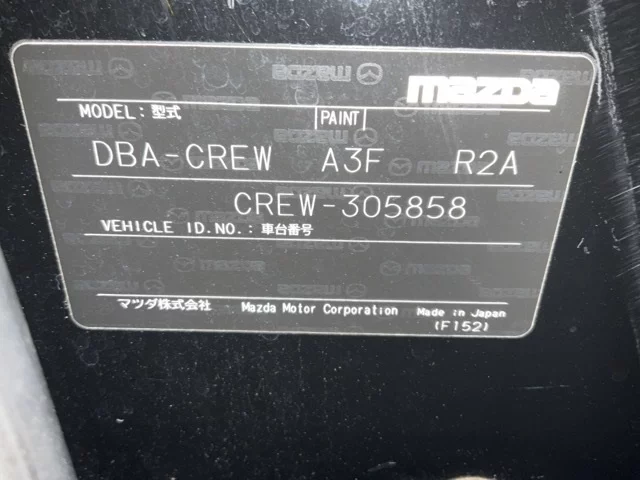 mazda
MODEL: 型式 PAINT
DBA-CREW A3F R2A
CREW-305858
VEHICLE ID.NO.: 車台番号
マツダ株式会社 Mazda Motor Corporation Made in Japan
(F152)